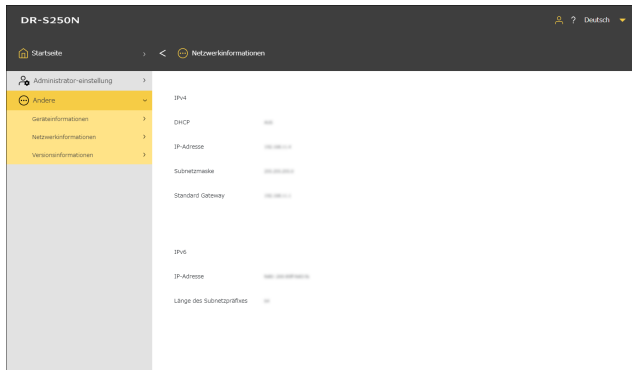 DR-S250N
? Deutsch
Startseite
Netzwerkinformationen
Administrator-einstellung
Andere
Geräteinformationen
Netzwerkinformationen
Versionsinformationen
IPv4
DHCP
IP-Adresse
Subnetzmaske
Standard Gateway
IPv6
IP-Adresse
Länge des Subnetzpräfixes